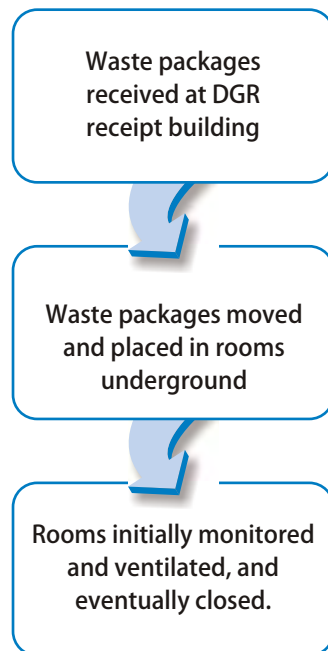 Waste packages
received at DGR
receipt building
Waste packages moved
and placed in rooms
underground
Rooms initially monitored
and ventilated, and
eventually closed.